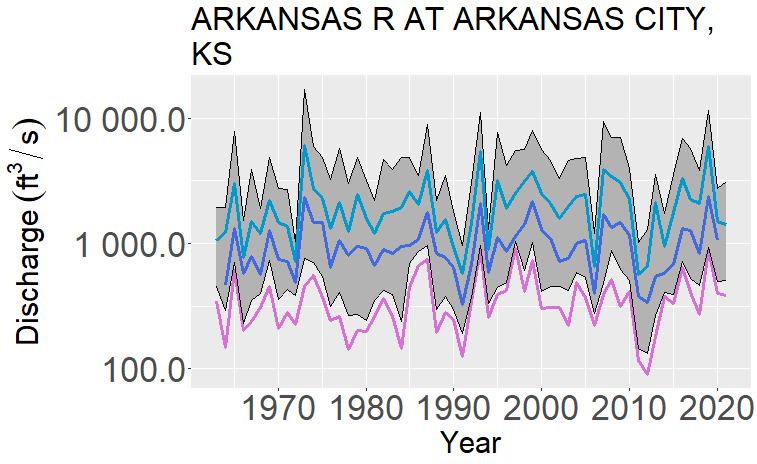 ARKANSAS R AT ARKANSAS CITY,
KS
Discharge (ft³/s)
10 000.0
1 000.0
100.0
1970 1980 1990 2000 2010 2020
Year